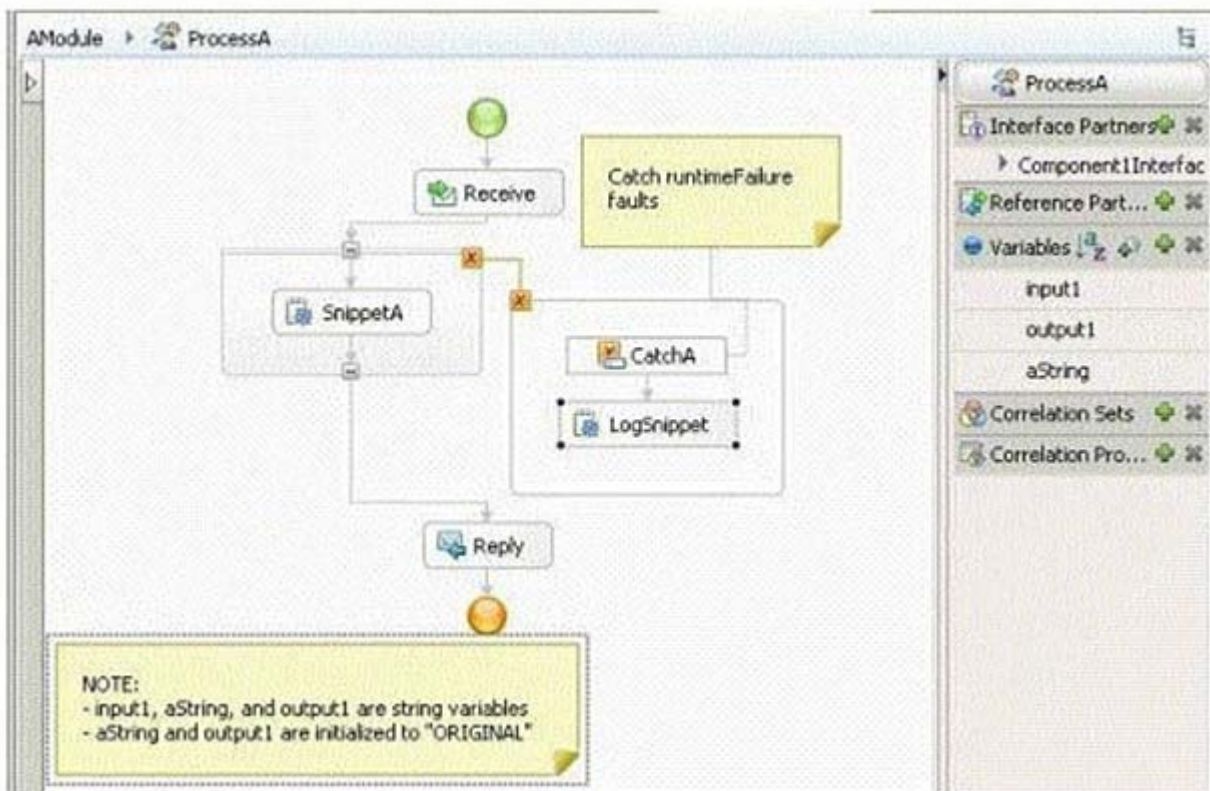 AModule ProcessA
ProcessA
Interface Partners
Component1Interfac
Reference Part...
Variables
input1
output1
aString
Correlation Sets
Correlation Pro...
Receive
Catch runtimeFailure
faults
SnippetA
CatchA
LogSnippet
Reply
NOTE:
- input1, aString, and output1 are string variables
- aString and output1 are initialized to "ORIGINAL"